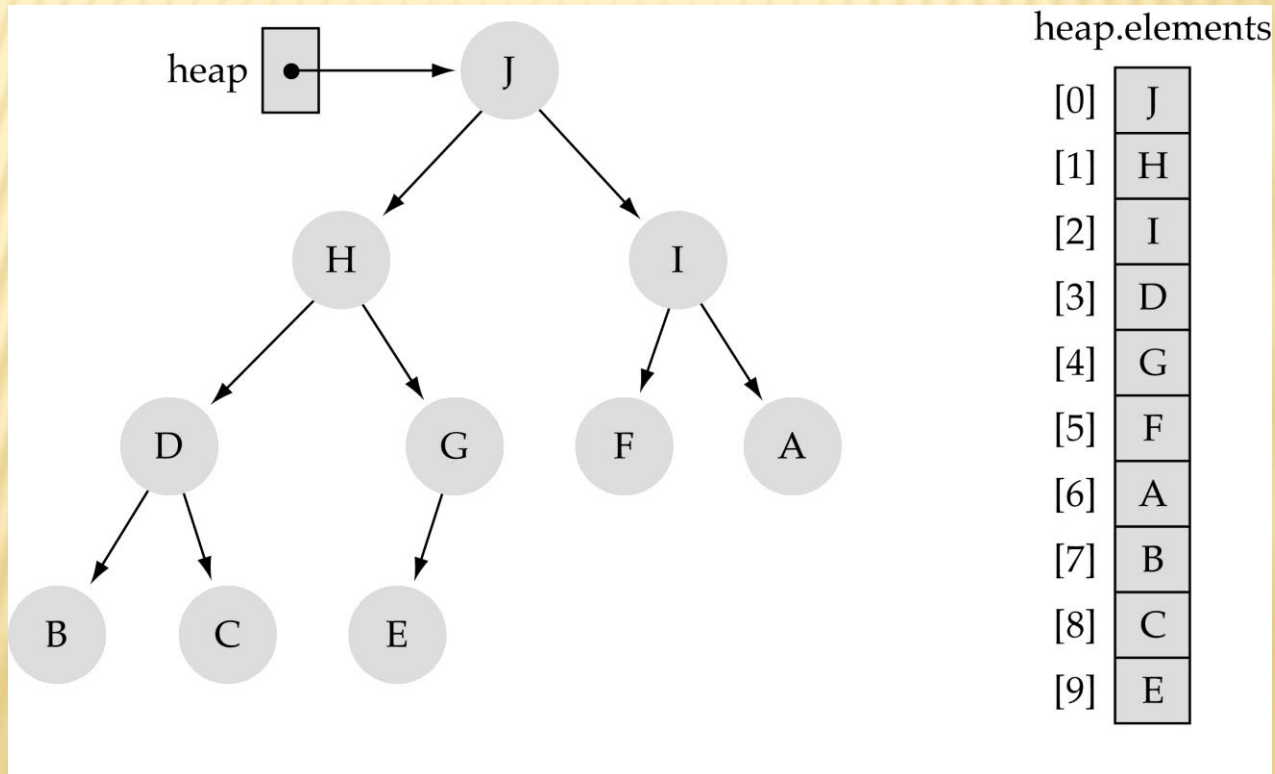 heap
J
H
I
D
G
F
A
B
C
E
heap.elements
[0] J
[1] H
[2] I
[3] D
[4] G
[5] F
[6] A
[7] B
[8] C
[9] E